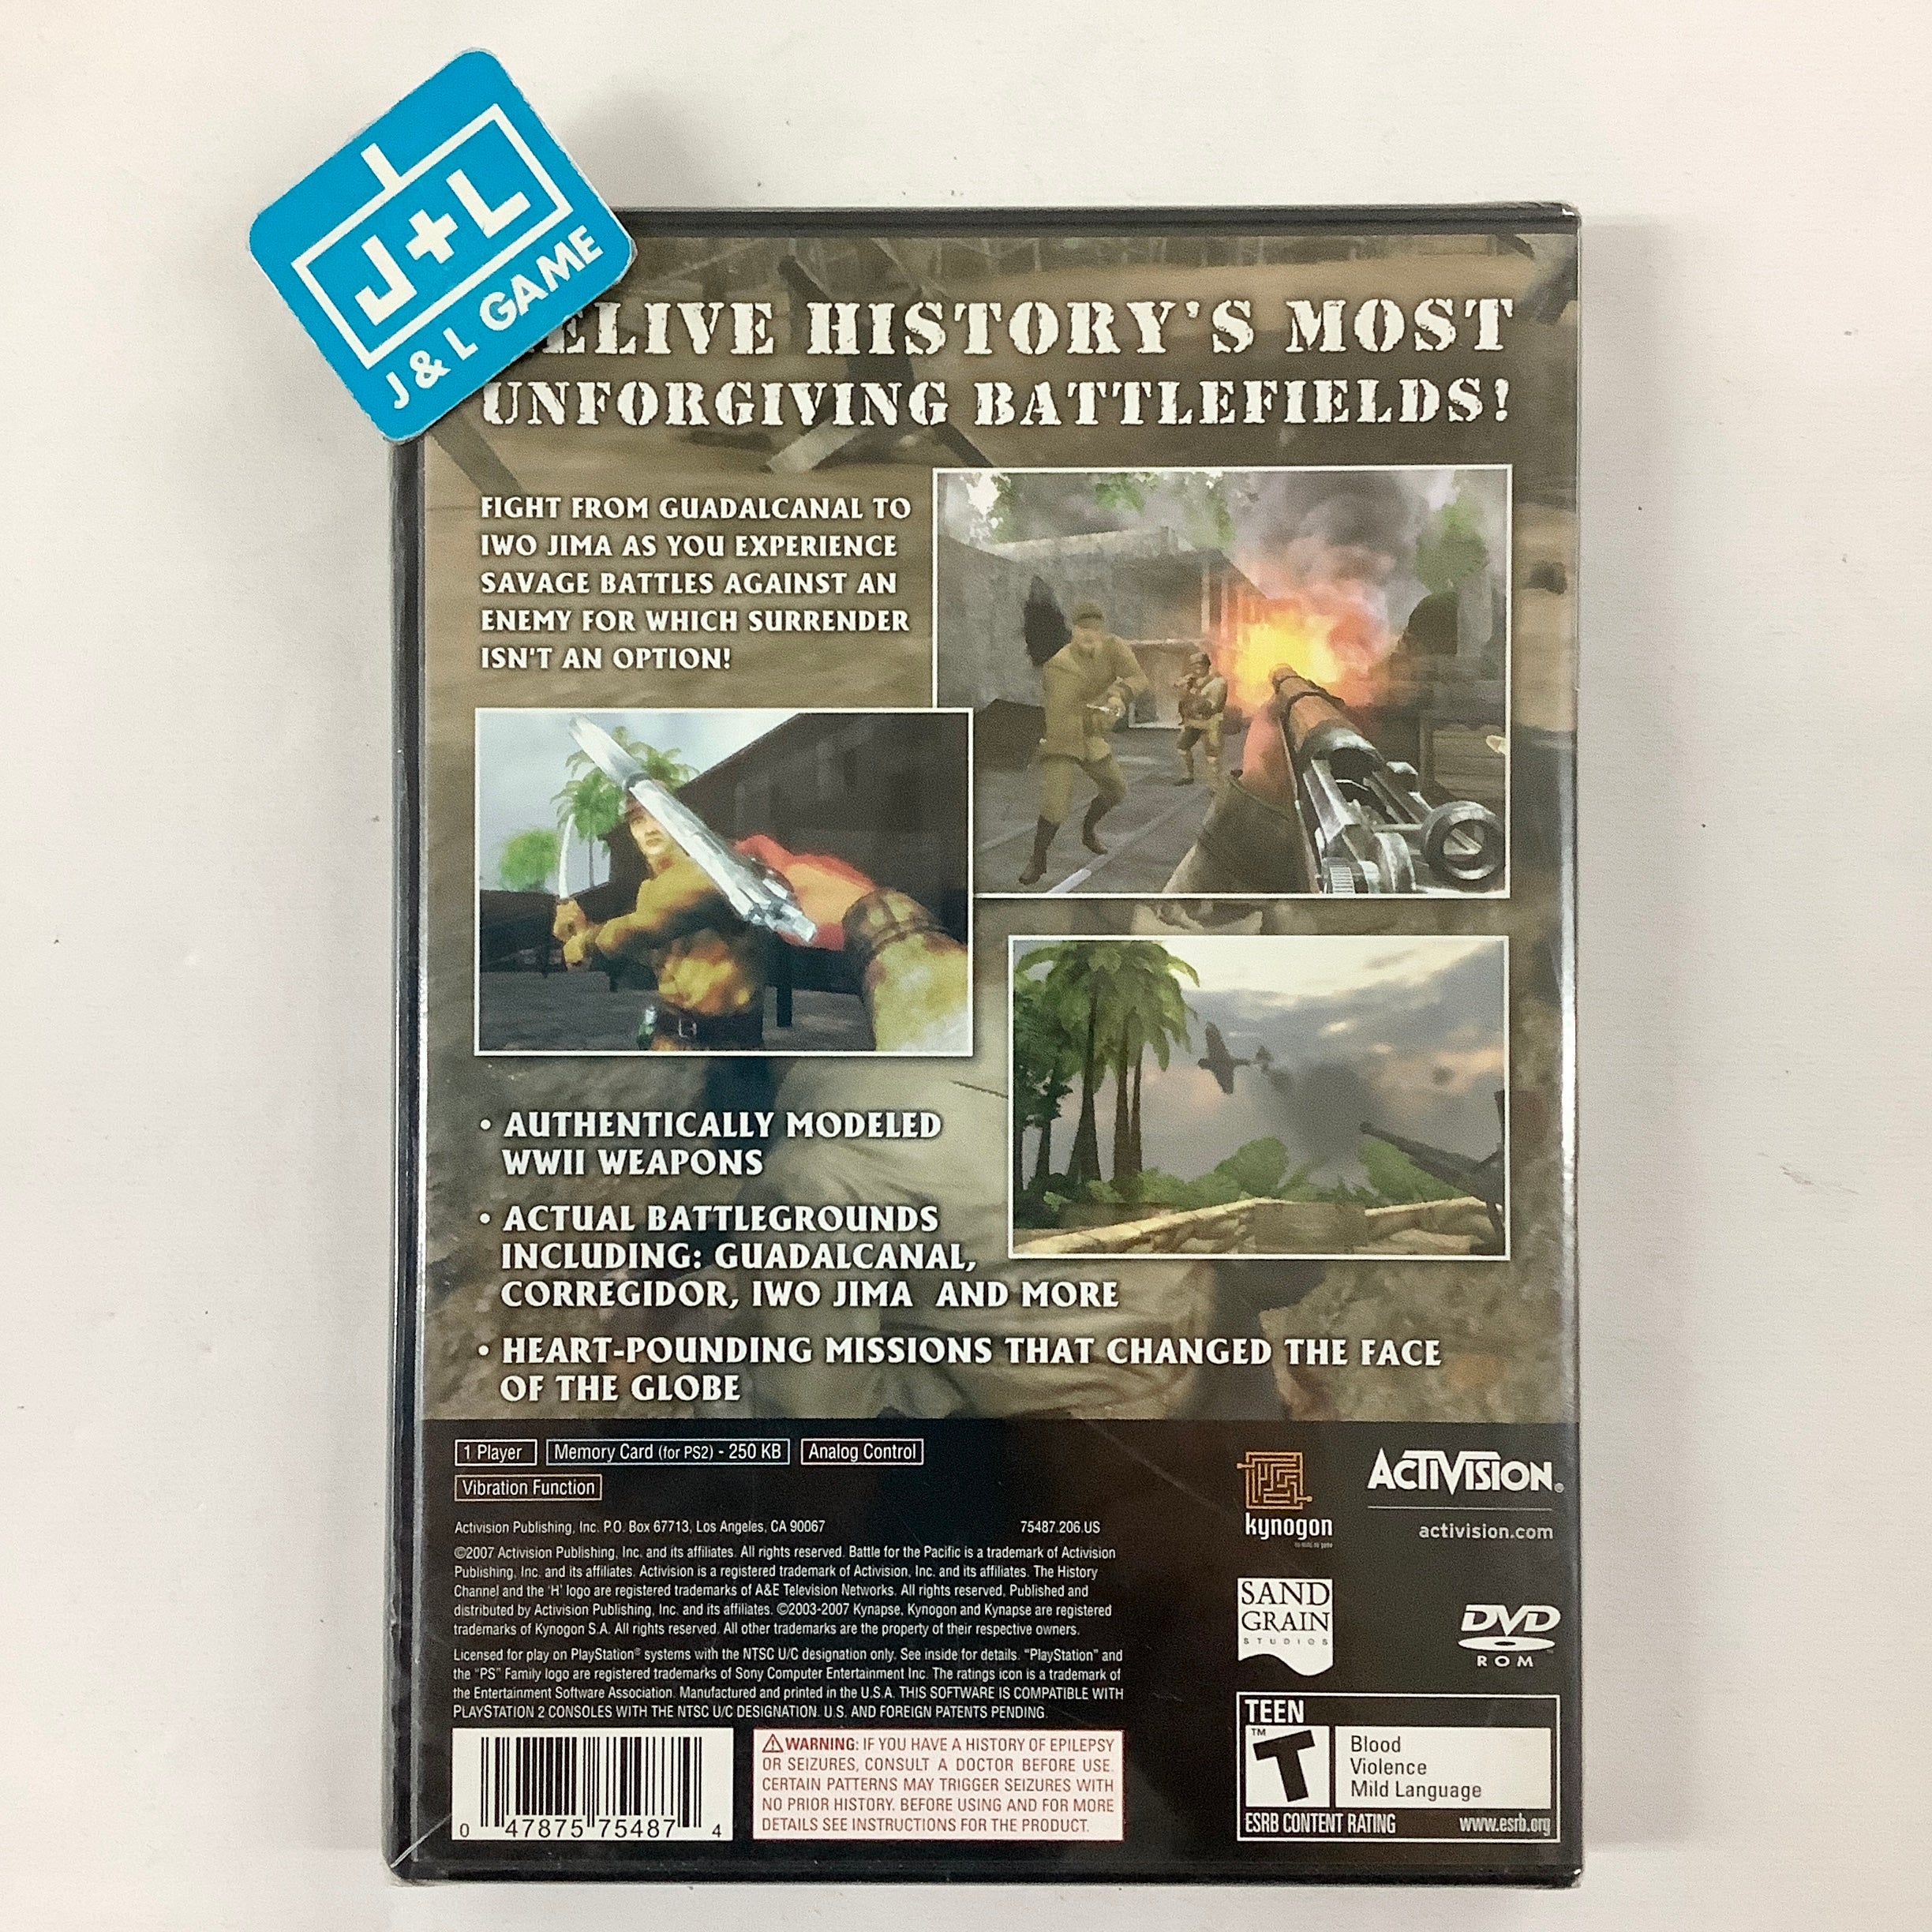 J+L
J & L GAME
ELIVE HISTORY'S MOST
UNFORGIVING BATTLEFIELDS!
FIGHT FROM GUADALCANAL TO
IWO JIMA AS YOU EXPERIENCE
SAVAGE BATTLES AGAINST AN
ENEMY FOR WHICH SURRENDER
ISN'T AN OPTION!
• AUTHENTICALLY MODELED
WWII WEAPONS
• ACTUAL BATTLEGROUNDS
INCLUDING: GUADALCANAL,
CORREGIDOR, IWO JIMA AND MORE
• HEART-POUNDING MISSIONS THAT CHANGED THE FACE
OF THE GLOBE
1 Player Memory Card (for PS2) - 250 KB Analog Control
Vibration Function
Activision Publishing, Inc. P.O. Box 67713, Los Angeles, CA 90067 75487.206.US
©2007 Activision Publishing, Inc. and its affiliates. All rights reserved. Battle for the Pacific is a trademark of Activision
Publishing, Inc. and its affiliates. Activision is a registered trademark of Activision, Inc. and its affiliates. The History
Channel and the 'H' logo are registered trademarks of A&E Television Networks. All rights reserved. Published and
distributed by Activision Publishing, Inc. and its affiliates. ©2003-2007 Kynapse, Kynogon and Kynapse are registered
trademarks of Kynogon S.A. All rights reserved. All other trademarks are the property of their respective owners.
Licensed for play on PlayStation® systems with the NTSC U/C designation only. See inside for details. "PlayStation" and
the "PS" Family logo are registered trademarks of Sony Computer Entertainment Inc. The ratings icon is a trademark of
the Entertainment Software Association. Manufactured and printed in the U.S.A. THIS SOFTWARE IS COMPATIBLE WITH
PLAYSTATION 2 CONSOLES WITH THE NTSC U/C DESIGNATION. U.S. AND FOREIGN PATENTS PENDING.
0 47875 75487 4
WARNING: IF YOU HAVE A HISTORY OF EPILEPSY
OR SEIZURES, CONSULT A DOCTOR BEFORE USE.
CERTAIN PATTERNS MAY TRIGGER SEIZURES WITH
NO PRIOR HISTORY. BEFORE USING AND FOR MORE
DETAILS SEE INSTRUCTIONS FOR THE PRODUCT.
kynogon
ACTIVISION®
activision.com
SAND
GRAIN
STUDIOS
DVD
ROM
TEEN
T™
Blood
Violence
Mild Language
ESRB CONTENT RATING www.esrb.org